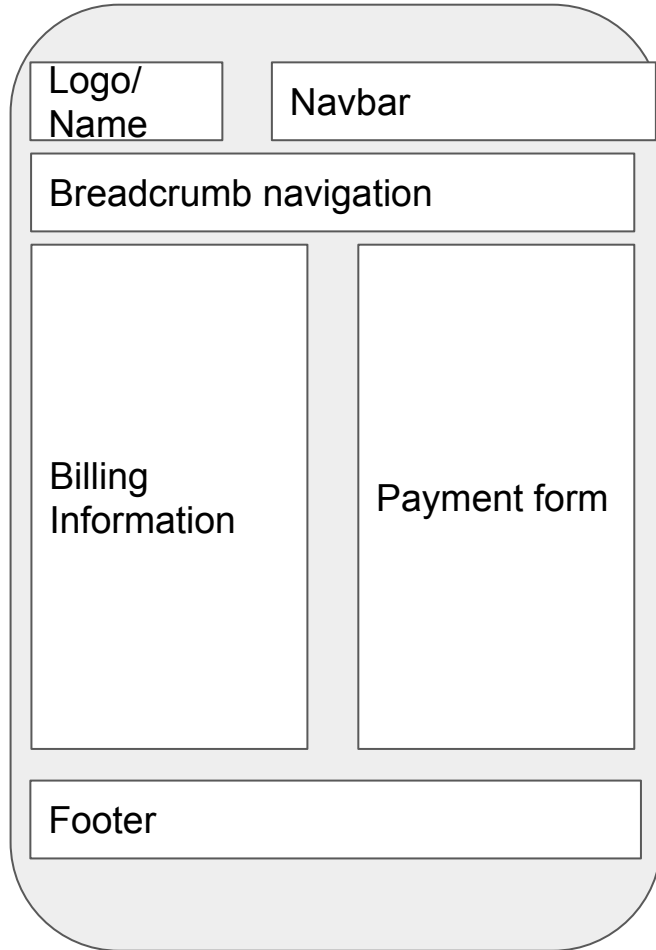 Logo/
Name
Navbar
Breadcrumb navigation
Billing
Information
Payment form
Footer